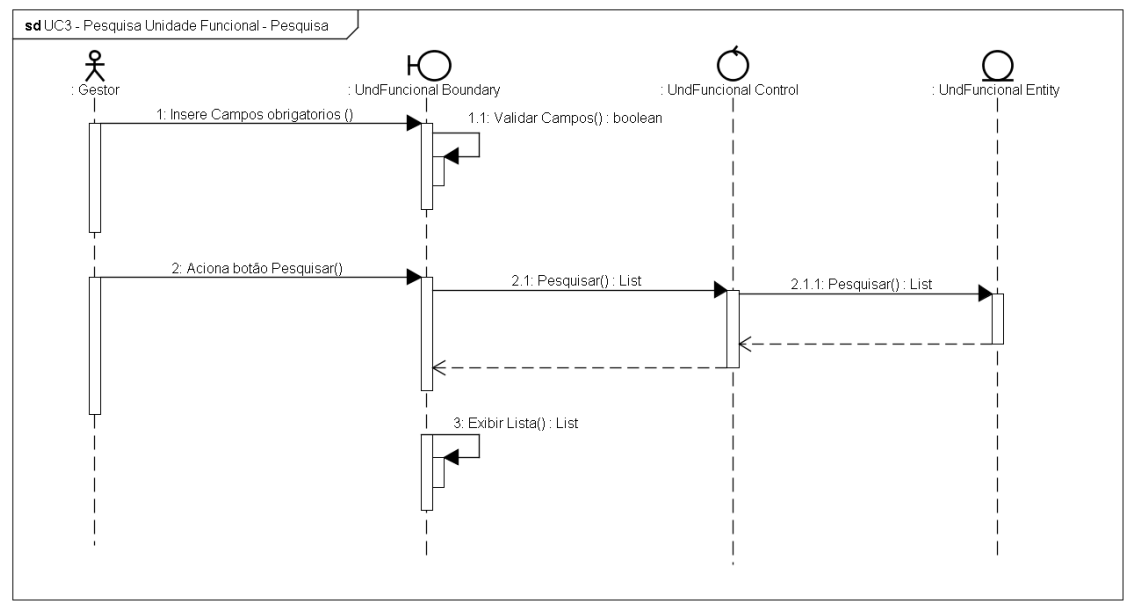 sd UC3 - Pesquisa Unidade Funcional - Pesquisa
: Gestor
: UndFuncional Boundary
: UndFuncional Control
: UndFuncional Entity
1: Insere Campos obrigatorios ()
1.1: Validar Campos() : boolean
2: Aciona botão Pesquisar()
2.1: Pesquisar() : List
2.1.1: Pesquisar() : List
3: Exibir Lista() : List